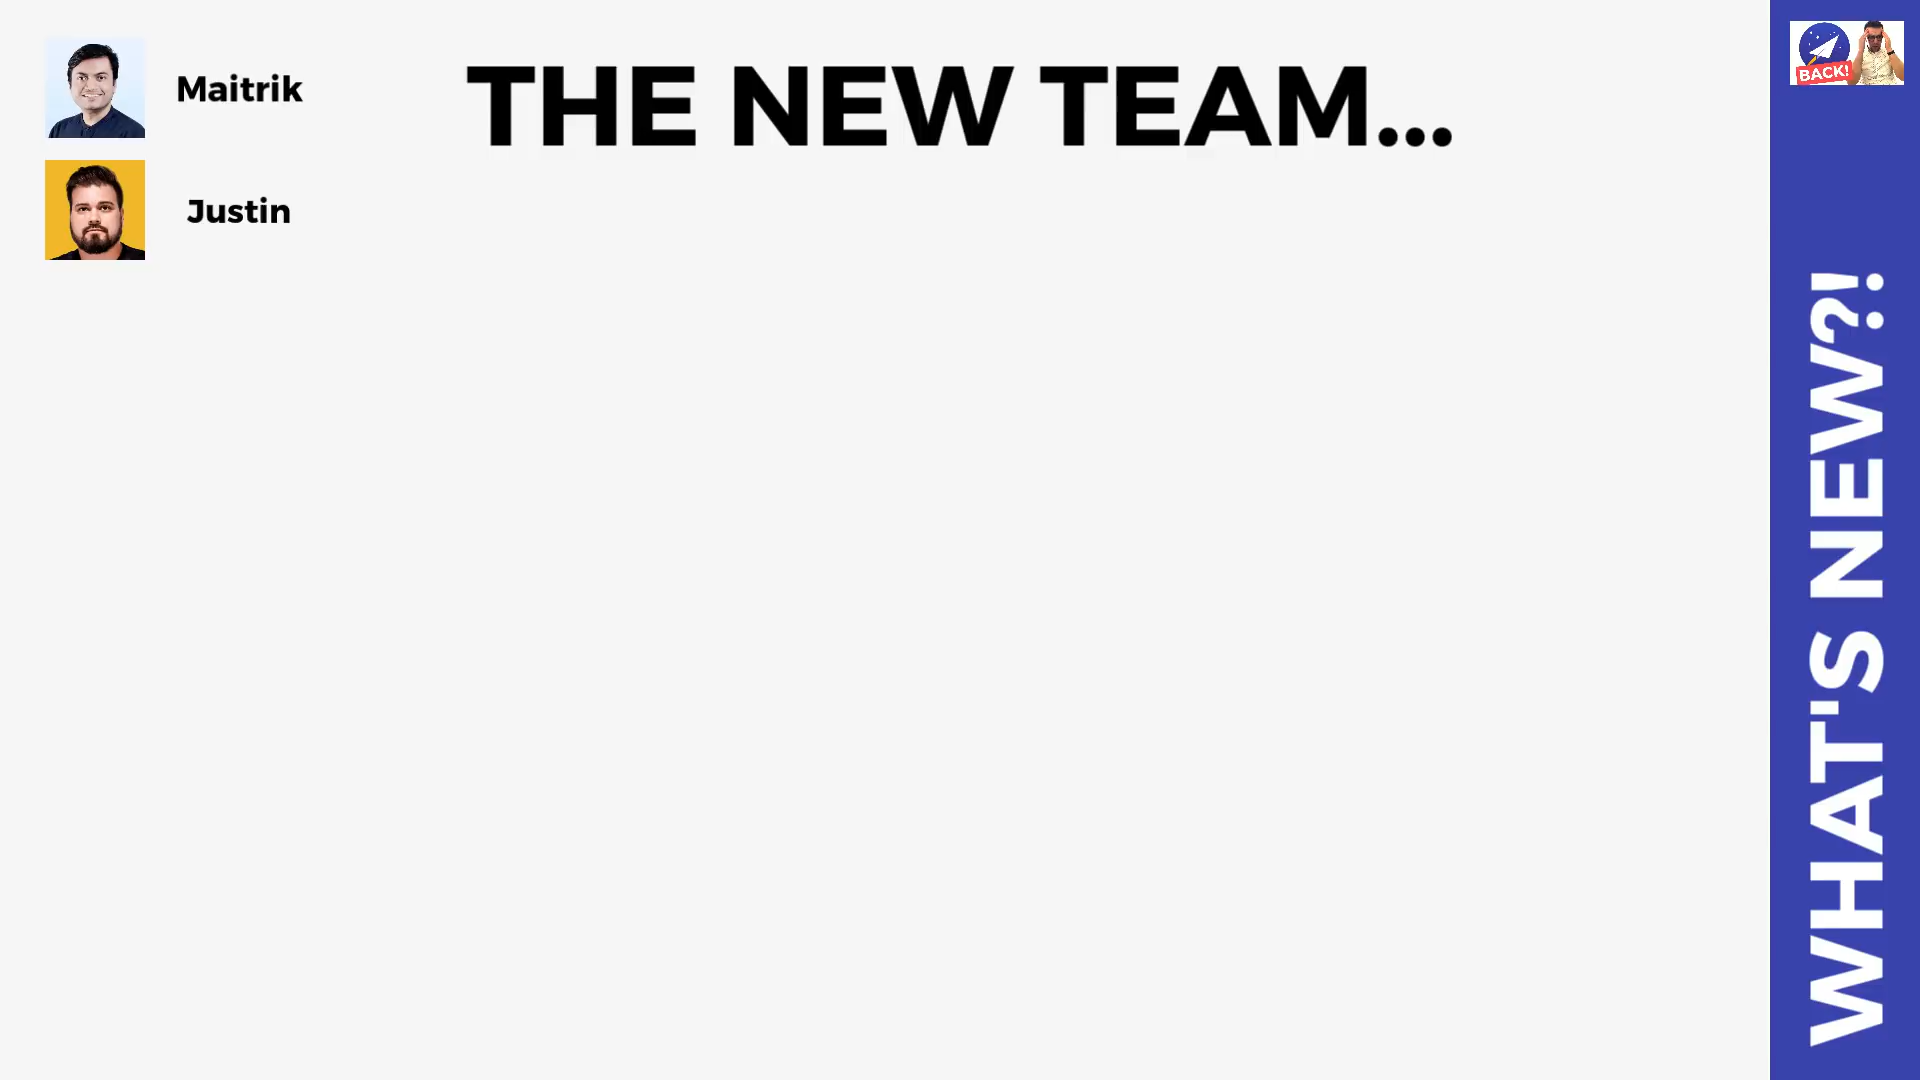 Maitrik
THE NEW TEAM...
Justin
BACK!
WHAT'S NEW?!